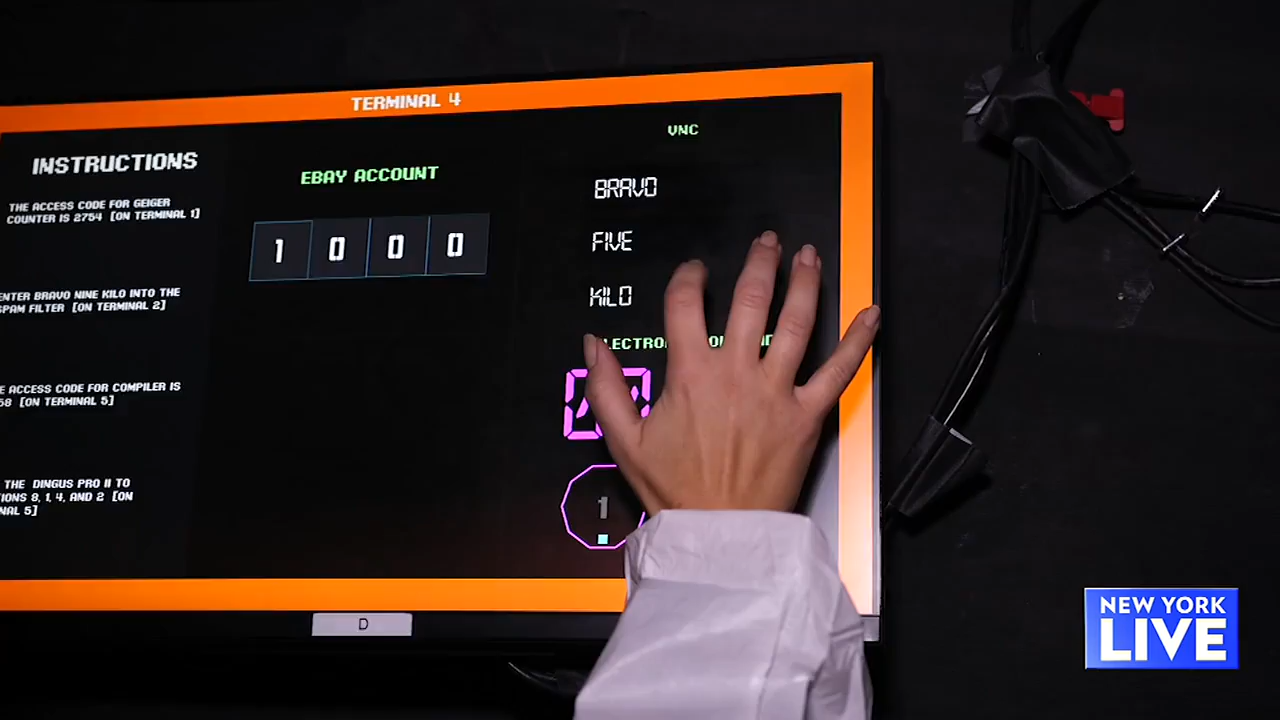 TERMINAL 4
INSTRUCTIONS
THE ACCESS CODE FOR GEIGER
COUNTER IS 2754 [ON TERMINAL 1]
ENTER BRAVO NINE KILO INTO THE
SPAM FILTER [ON TERMINAL 2]
ACCESS CODE FOR COMPILER IS
58 [ON TERMINAL 5]
THE DINGUS PRO II TO
8, 1, 4, AND 2 [ON
5]
EBAY ACCOUNT
1 0 0 0
VNC
BRAVO
FIVE
KILO
1
D
NEW YORK
LIVE